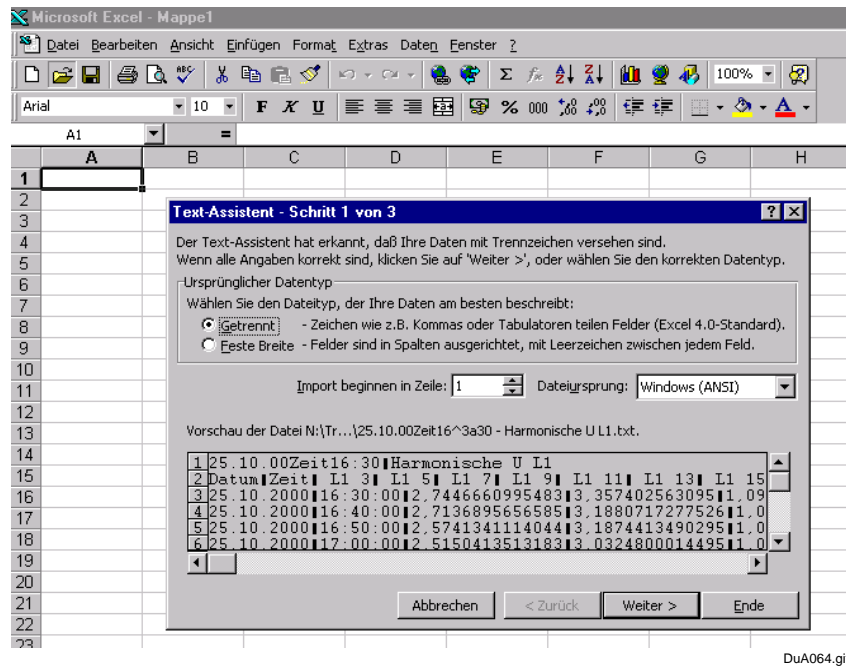 Microsoft Excel - Mappe1
Datei Bearbeiten Ansicht Einfügen Format Extras Daten Fenster ?
ABC Σ fx A Z Z A 100%
Arial 10 F K U % 000
A1 =
A B C D E F G H
1
2
Text-Assistent - Schritt 1 von 3
3
4
Der Text-Assistent hat erkannt, daß Ihre Daten mit Trennzeichen versehen sind.
5
Wenn alle Angaben korrekt sind, klicken Sie auf 'Weiter >', oder wählen Sie den korrekten Datentyp.
6
Ursprünglicher Datentyp
7
Wählen Sie den Dateityp, der Ihre Daten am besten beschreibt:
8
Getrennt - Zeichen wie z.B. Kommas oder Tabulatoren teilen Felder (Excel 4.0-Standard).
9
Feste Breite - Felder sind in Spalten ausgerichtet, mit Leerzeichen zwischen jedem Feld.
10
11
Import beginnen in Zeile: 1 Dateiursprung: Windows (ANSI)
12
13
Vorschau der Datei N:\Tr...\25.10.00Zeit16^3a30 - Harmonische U L1.txt.
14
1 25.10.00Zeit16:30 Harmonische U L1
15
2 Datum Zeit L1 3 L1 5 L1 7 L1 9 L1 11 L1 13 L1 15
16
3 25.10.2000 16:30:00 2,7446660995483 3,357402563095 1,09
17
4 25.10.2000 16:40:00 2,7136895656585 3,1880717277526 1,0
5 25.10.2000 16:50:00 2,5741341114044 3,1874413490295 1,0
18
6 25.10.2000 17:00:00 2,5150413513183 3,0324800014495 1,0
19
20
21
Abbrechen < Zurück Weiter > Ende
22
23
DuA064.gi